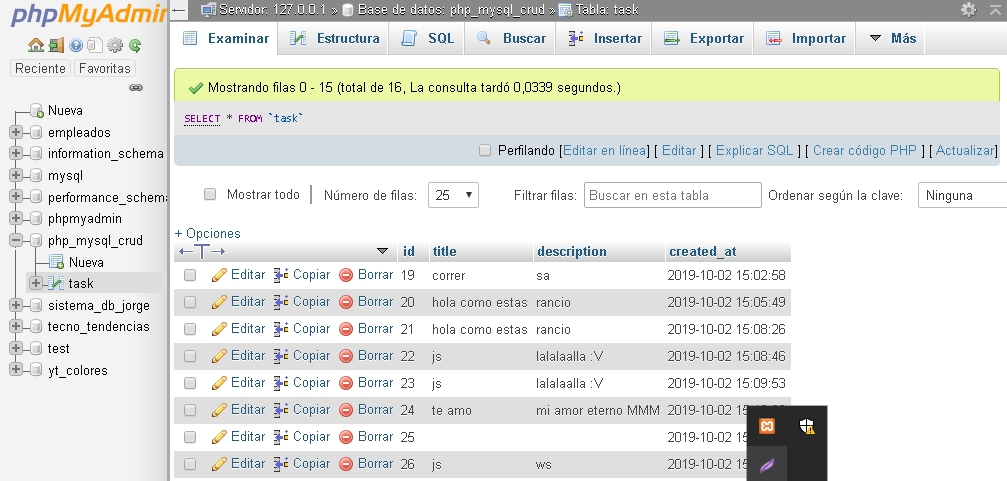 phpMyAdmin
Reciente Favoritas
Nueva
empleados
information_schema
mysql
performance_schema
phpmyadmin
php_mysql_crud
Nueva
task
sistema_db_jorge
tecno_tendencias
test
yt_colores
Servidor: 127.0.0.1 » Base de datos: php_mysql_crud » Tabla: task
Examinar Estructura SQL Buscar Insertar Exportar Importar Más
Mostrando filas 0 - 15 (total de 16, La consulta tardó 0,0339 segundos.)
SELECT * FROM `task`
Perfilando [Editar en línea] [ Editar ] [ Explicar SQL ] [ Crear código PHP ] [ Actualizar]
Mostrar todo Número de filas: 25 Filtrar filas: Buscar en esta tabla Ordenar según la clave: Ninguna
+ Opciones
id title description created_at
Editar Copiar Borrar 19 correr sa 2019-10-02 15:02:58
Editar Copiar Borrar 20 hola como estas rancio 2019-10-02 15:05:49
Editar Copiar Borrar 21 hola como estas rancio 2019-10-02 15:08:26
Editar Copiar Borrar 22 js lalalaalla :V 2019-10-02 15:08:46
Editar Copiar Borrar 23 js lalalaalla :V 2019-10-02 15:09:53
Editar Copiar Borrar 24 te amo mi amor eterno MMM 2019-10-02
Editar Copiar Borrar 25 2019-10-02
Editar Copiar Borrar 26 js ws 2019-10-02